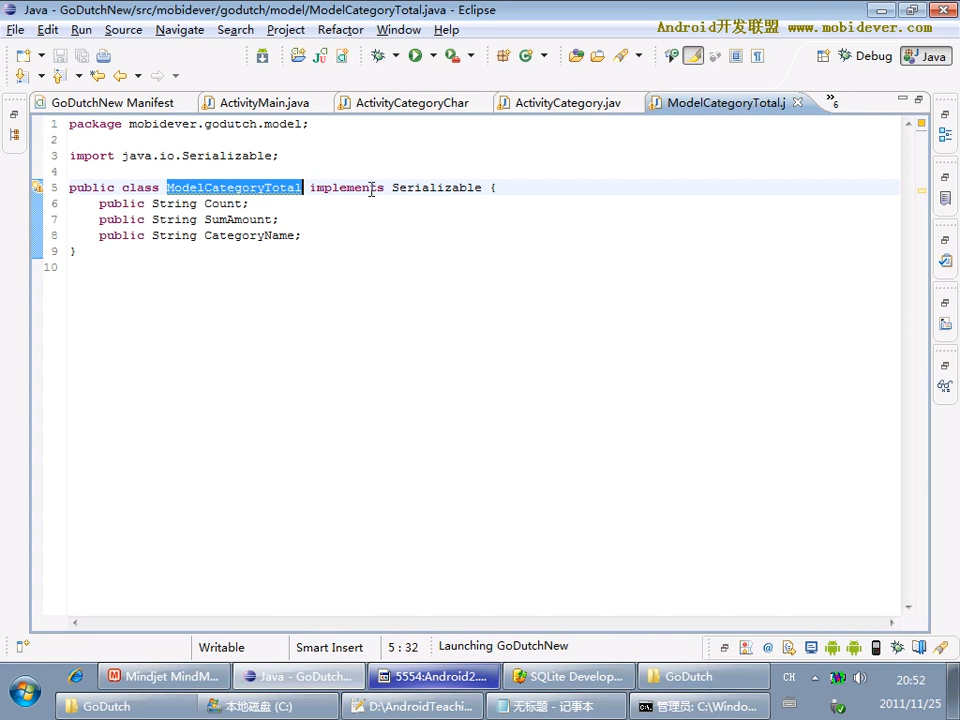 Java - GoDutchNew/src/mobidever/godutch/model/ModelCategoryTotal.java - Eclipse
File Edit Run Source Navigate Search Project Refactor Window Help
Android开发联盟 www.mobidever.com
Debug Java
GoDutchNew Manifest ActivityMain.java ActivityCategoryChar ActivityCategory.jav ModelCategoryTotal.j 6
1 package mobidever.godutch.model;
2
3 import java.io.Serializable;
4
5 public class ModelCategoryTotal implements Serializable {
6 public String Count;
7 public String SumAmount;
8 public String CategoryName;
9 }
10
Writable Smart Insert 5 : 32 Launching GoDutchNew
Mindjet MindM... Java - GoDutch... 5554:Android2.... SQLite Develop... GoDutch CH 20:52
GoDutch 本地磁盘 (C:) D:\AndroidTeachi... 无标题 - 记事本 管理员: C:\Windo... 2011/11/25